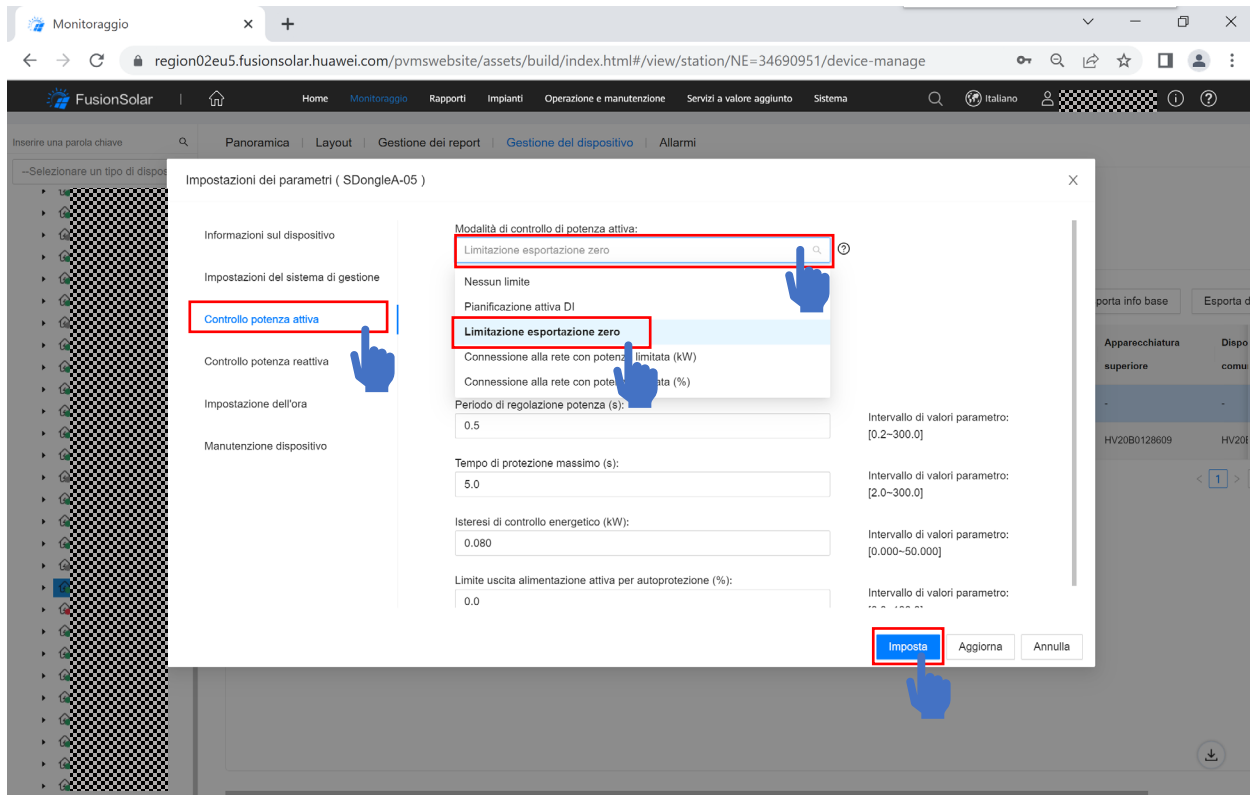 Monitoraggio
region02eu5.fusionsolar.huawei.com/pvmswebsite/assets/build/index.html#/view/station/NE=34690951/device-manage
FusionSolar
Home Monitoraggio Rapporti Impianti Operazione e manutenzione Servizi a valore aggiunto Sistema
Italiano
Inserire una parola chiave
Panoramica | Layout | Gestione dei report | Gestione del dispositivo | Allarmi
--Selezionare un tipo di dispos
Impostazioni dei parametri ( SDongleA-05 )
Informazioni sul dispositivo
Impostazioni del sistema di gestione
Controllo potenza attiva
Controllo potenza reattiva
Impostazione dell'ora
Manutenzione dispositivo
Modalità di controllo di potenza attiva:
Limitazione esportazione zero
Nessun limite
Pianificazione attiva DI
Limitazione esportazione zero
Connessione alla rete con potenza limitata (kW)
Connessione alla rete con (%)
Periodo di regolazione potenza (s):
0.5
Intervallo di valori parametro:
[0.2~300.0]
Tempo di protezione massimo (s):
5.0
Intervallo di valori parametro:
[2.0~300.0]
Isteresi di controllo energetico (kW):
0.080
Intervallo di valori parametro:
[0.000~50.000]
Limite uscita alimentazione attiva per autoprotezione (%):
0.0
Intervallo di valori parametro:
Imposta Aggiorna Annulla
porta info base
Esporta d
Apparecchiatura
superiore
Dispo
comu
- -
HV20B0128609
HV20
< 1 >